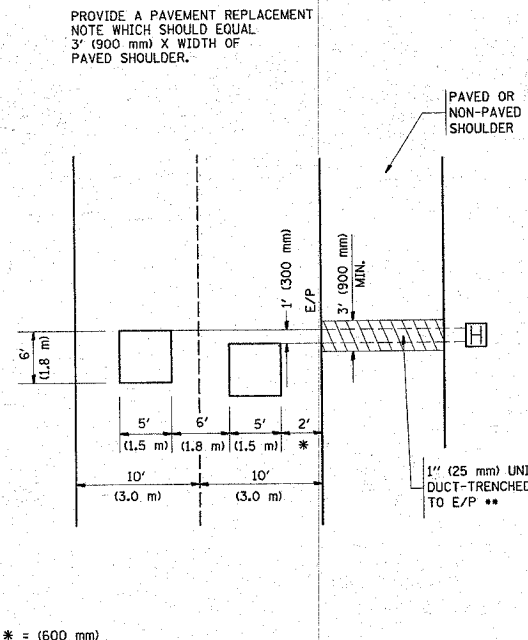 PROVIDE A PAVEMENT REPLACEMENT
NOTE WHICH SHOULD EQUAL
3' (900 mm) X WIDTH OF
PAVED SHOULDER.
PAVED OR
NON-PAVED
SHOULDER
1' (300 mm)
E/P
3' (900 mm)
MIN.
H
6'
(1.8 m)
5' 6' 5' 2'
(1.5 m) (1.8 m) (1.5 m) *
10' 10'
(3.0 m) (3.0 m)
1" (25 mm) UNI
DUCT-TRENCHED
TO E/P **
* = (600 mm)